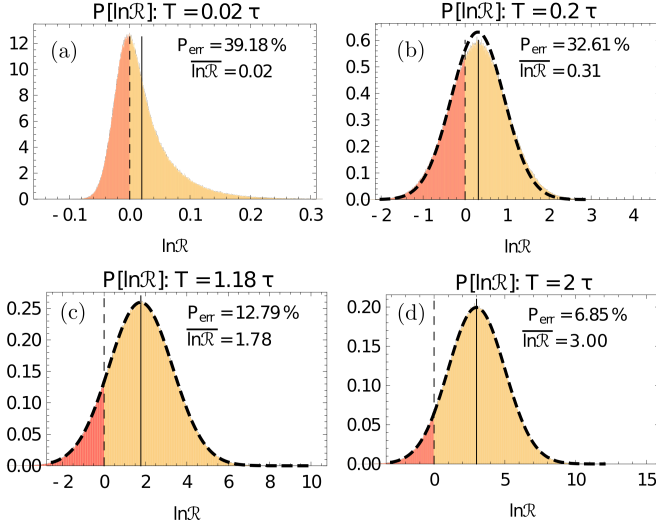 P[lnℛ]: T = 0.02 τ
(a)
P_err = 39.18 %
lnℛ = 0.02
12
10
8
6
4
2
0
-0.1 0.0 0.1 0.2 0.3
lnℛ
P[lnℛ]: T = 0.2 τ
(b)
P_err = 32.61 %
lnℛ = 0.31
0.6
0.5
0.4
0.3
0.2
0.1
0.0
-2 -1 0 1 2 3 4
lnℛ
P[lnℛ]: T = 1.18 τ
(c)
P_err = 12.79 %
lnℛ = 1.78
0.25
0.20
0.15
0.10
0.05
0.00
-2 0 2 4 6 8 10
lnℛ
P[lnℛ]: T = 2 τ
(d)
P_err = 6.85 %
lnℛ = 3.00
0.20
0.15
0.10
0.05
0.00
0 5 10 15
lnℛ